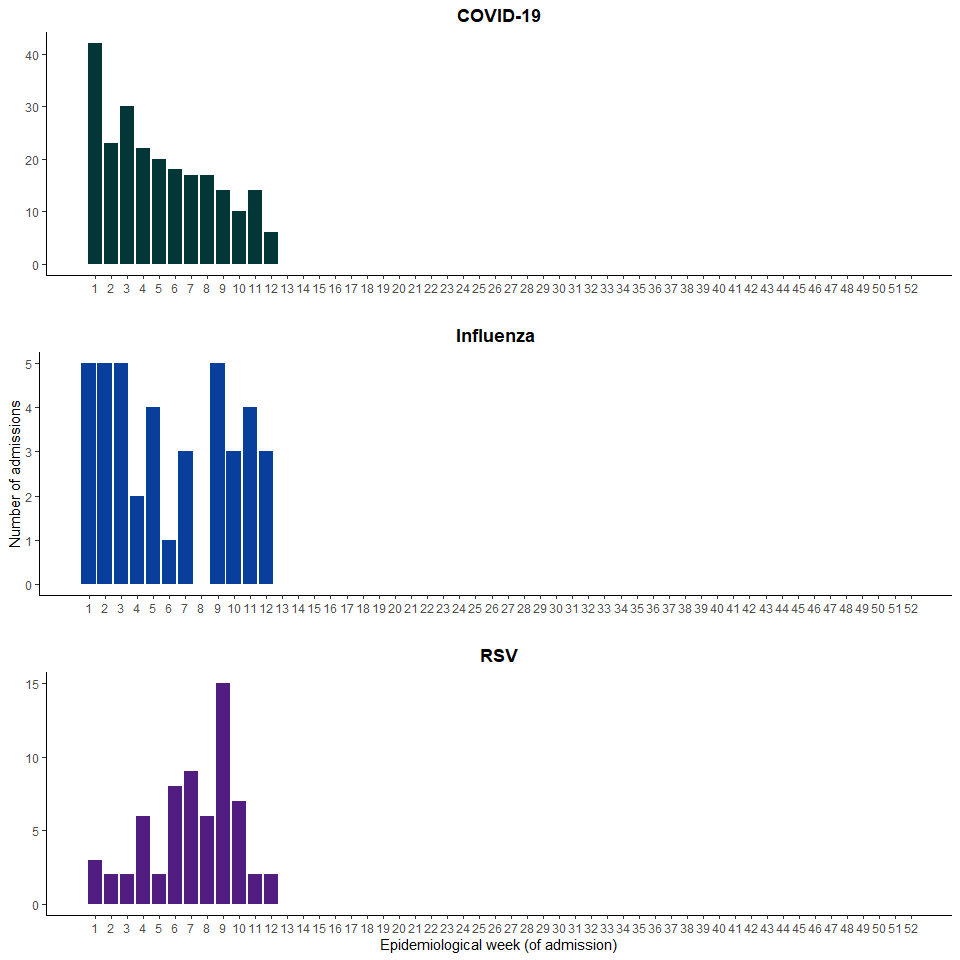 COVID-19
40
30
20
10
0
1 2 3 4 5 6 7 8 9 10 11 12 13 14 15 16 17 18 19 20 21 22 23 24 25 26 27 28 29 30 31 32 33 34 35 36 37 38 39 40 41 42 43 44 45 46 47 48 49 50 51 52
Influenza
Number of admissions
5
4
3
2
1
0
1 2 3 4 5 6 7 8 9 10 11 12 13 14 15 16 17 18 19 20 21 22 23 24 25 26 27 28 29 30 31 32 33 34 35 36 37 38 39 40 41 42 43 44 45 46 47 48 49 50 51 52
RSV
15
10
5
0
1 2 3 4 5 6 7 8 9 10 11 12 13 14 15 16 17 18 19 20 21 22 23 24 25 26 27 28 29 30 31 32 33 34 35 36 37 38 39 40 41 42 43 44 45 46 47 48 49 50 51 52
Epidemiological week (of admission)